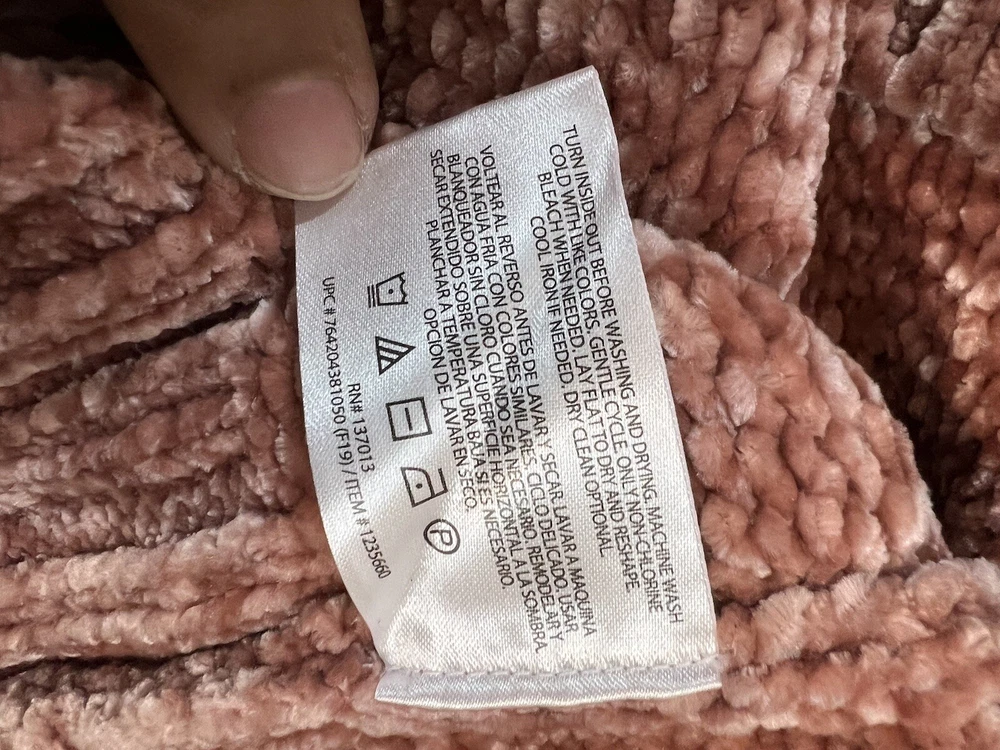 TURN INSIDE OUT BEFORE WASHING AND DRYING. MACHINE WASH
COLD WITH LIKE COLORS. GENTLE CYCLE. ONLY NON-CHLORINE
BLEACH WHEN NEEDED. LAY FLAT TO DRY AND RESHAPE.
COOL IRON IF NEEDED. DRY CLEAN OPTIONAL
VOLTEAR AL REVERSO ANTES DE LAVAR Y SECAR. LAVAR A MAQUINA
CON AGUA FRIA, CON COLORES SIMILARES, CICLO DELICADO. USAR
BLANQUEADOR SIN CLORO CUANDO SEA NECESARIO. REMODELAR Y
SECAR EXTENDIDO SOBRE UNA SUPERFICIE HORIZONTAL A LA SOMBRA
PLANCHAR A TEMPERATURA BAJA SI ES NECESARIO.
OPCION DE LAVAR EN SECO.
P
RN# 137013
UPC # 764204381050 (F19) / ITEM # 1235660